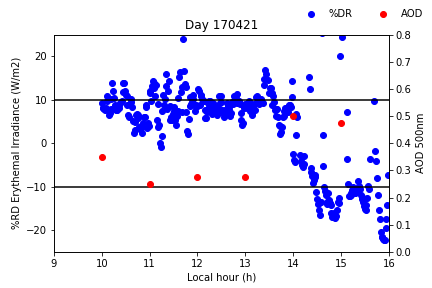 %DR AOD
Day 170421
%RD Erythemal Irradiance (W/m2)
20
10
0
−10
−20
0.8
0.7
0.6
0.5
0.4
0.3
0.2
0.1
0.0
AOD 500nm
9 10 11 12 13 14 15 16
Local hour (h)